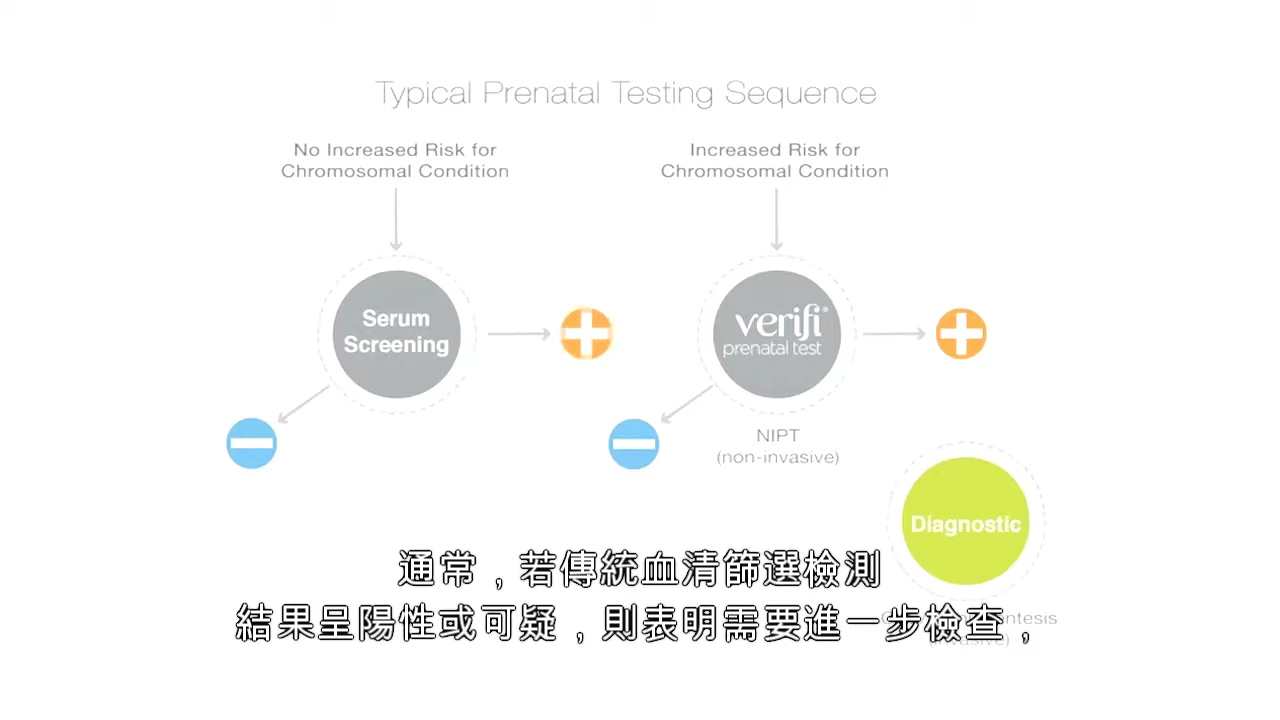 Typical Prenatal Testing Sequence
No Increased Risk for
Chromosomal Condition
Increased Risk for
Chromosomal Condition
Serum
Screening
verifi®
prenatal test
NIPT
(non-invasive)
Diagnostic
通常，若傳統血清篩選檢測
結果呈陽性或可疑，則表明需要進一步檢查，